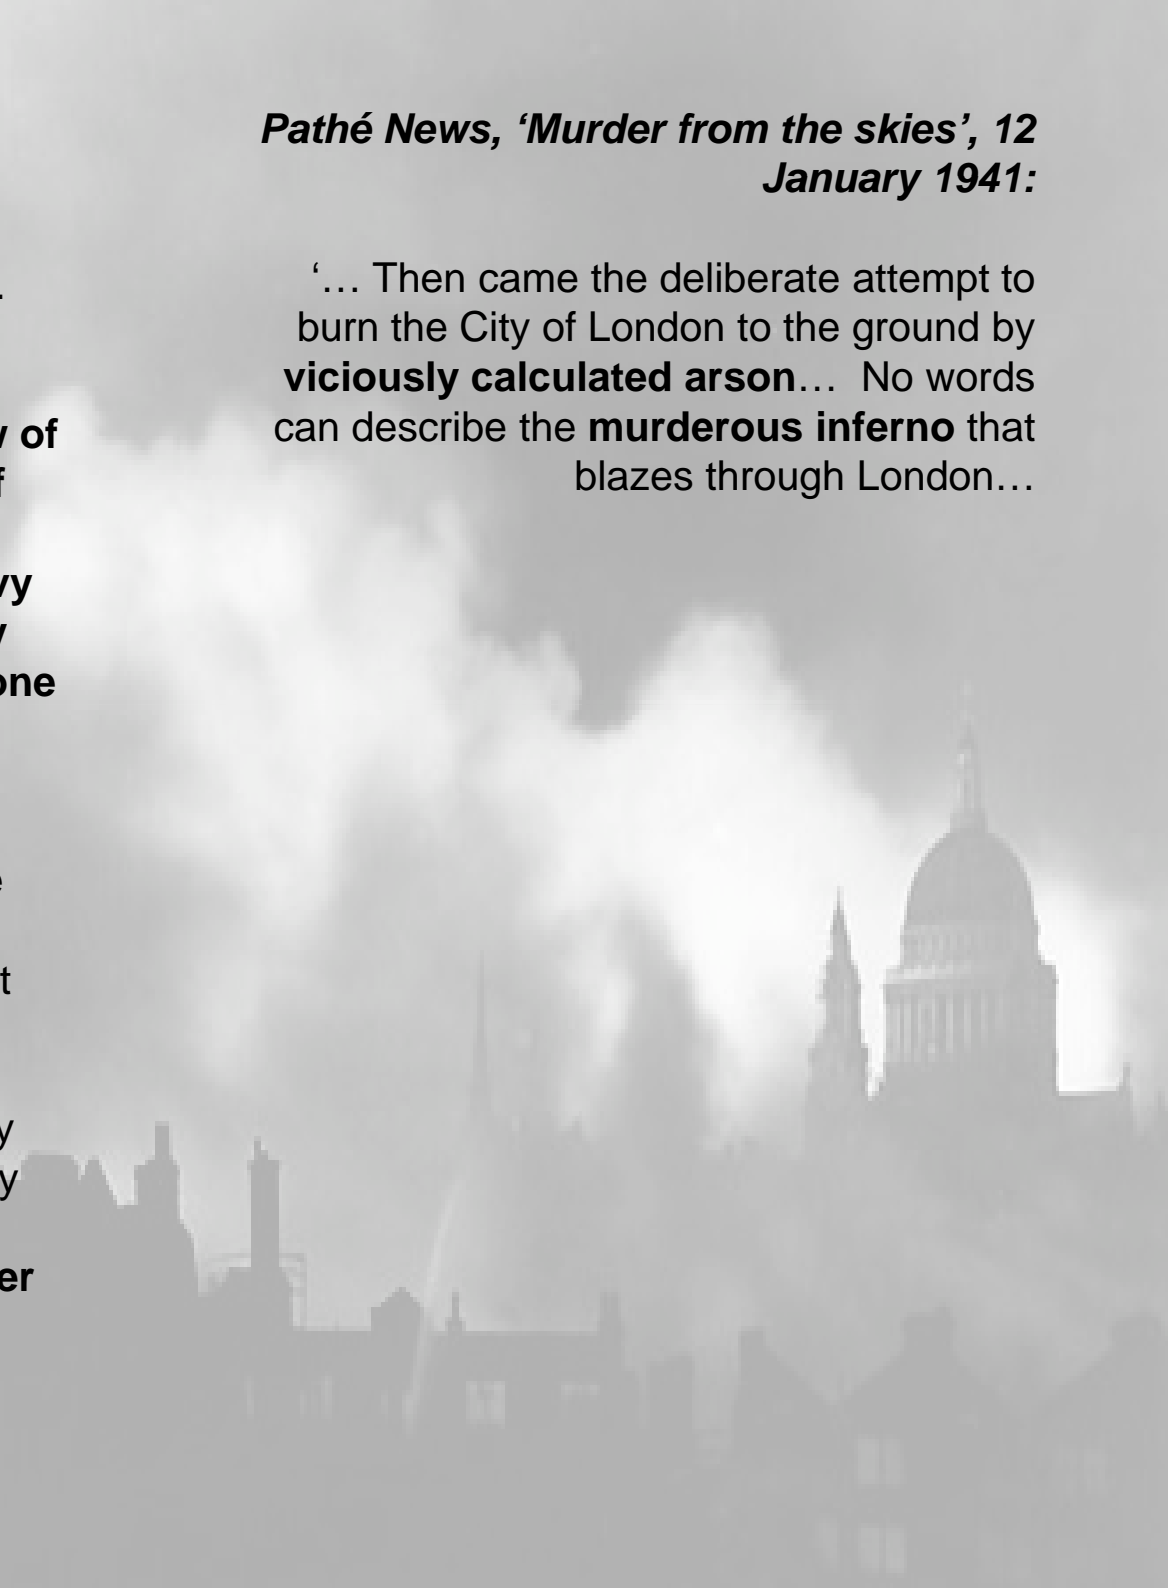 Pathé News, ‘Murder from the skies’, 12
January 1941:
‘… Then came the deliberate attempt to
burn the City of London to the ground by
viciously calculated arson…  No words
can describe the murderous inferno that
blazes through London…
of